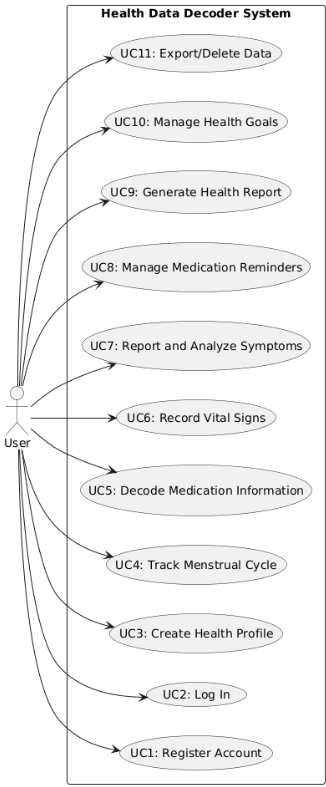 Health Data Decoder System
UC11: Export/Delete Data
UC10: Manage Health Goals
UC9: Generate Health Report
UC8: Manage Medication Reminders
UC7: Report and Analyze Symptoms
UC6: Record Vital Signs
User
UC5: Decode Medication Information
UC4: Track Menstrual Cycle
UC3: Create Health Profile
UC2: Log In
UC1: Register Account